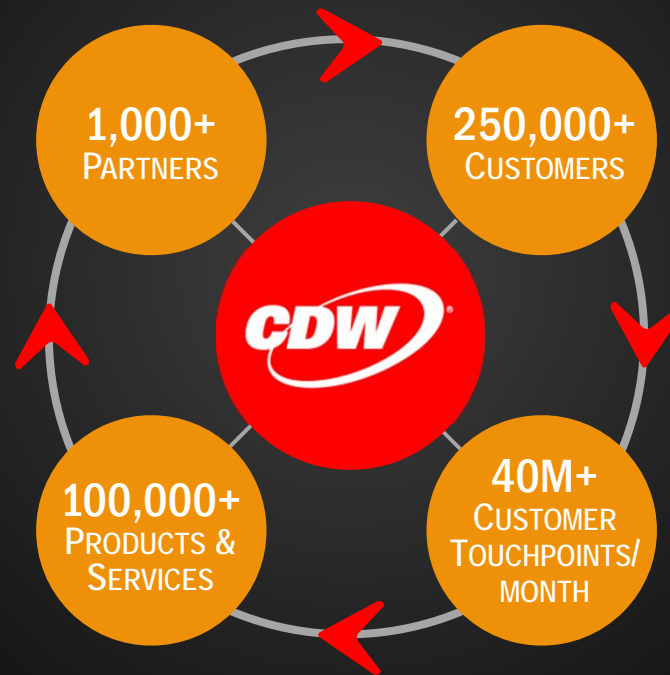 1,000+
PARTNERS
250,000+
CUSTOMERS
CDW®
100,000+
PRODUCTS &
SERVICES
40M+
CUSTOMER
TOUCHPOINTS/
MONTH